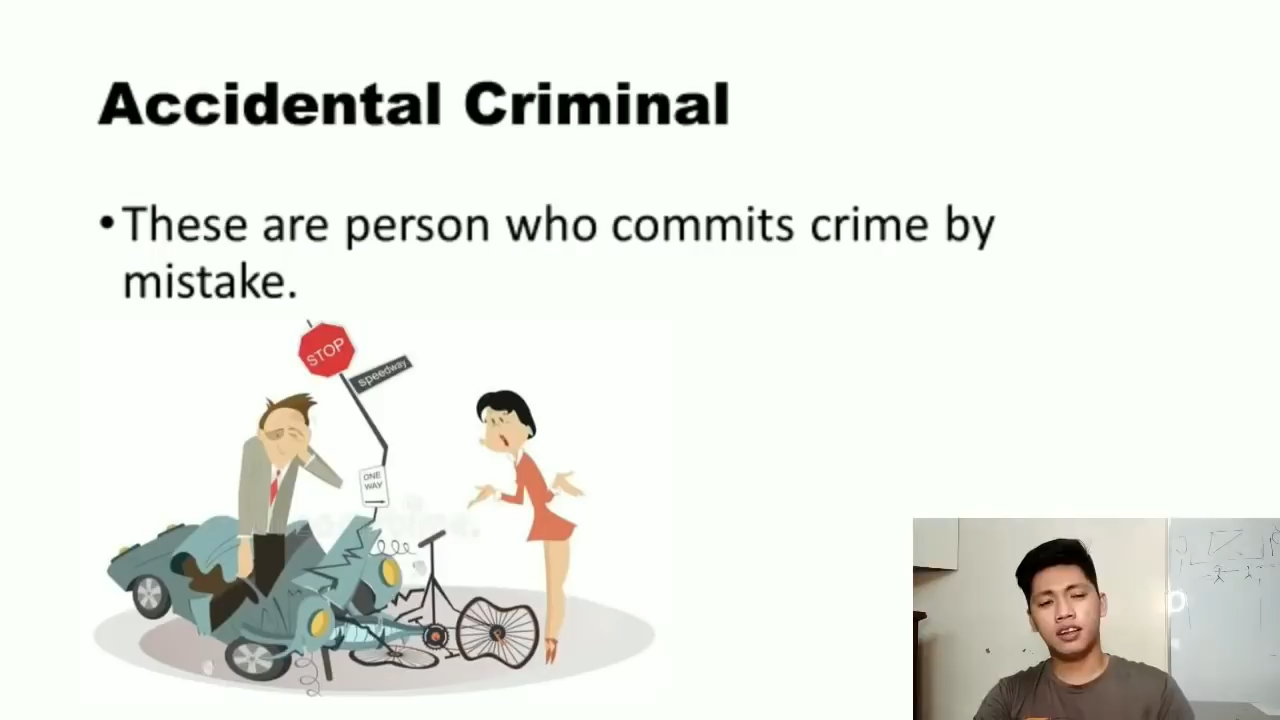 Accidental Criminal
• These are person who commits crime by
mistake.
STOP
speedway
ONE
WAY